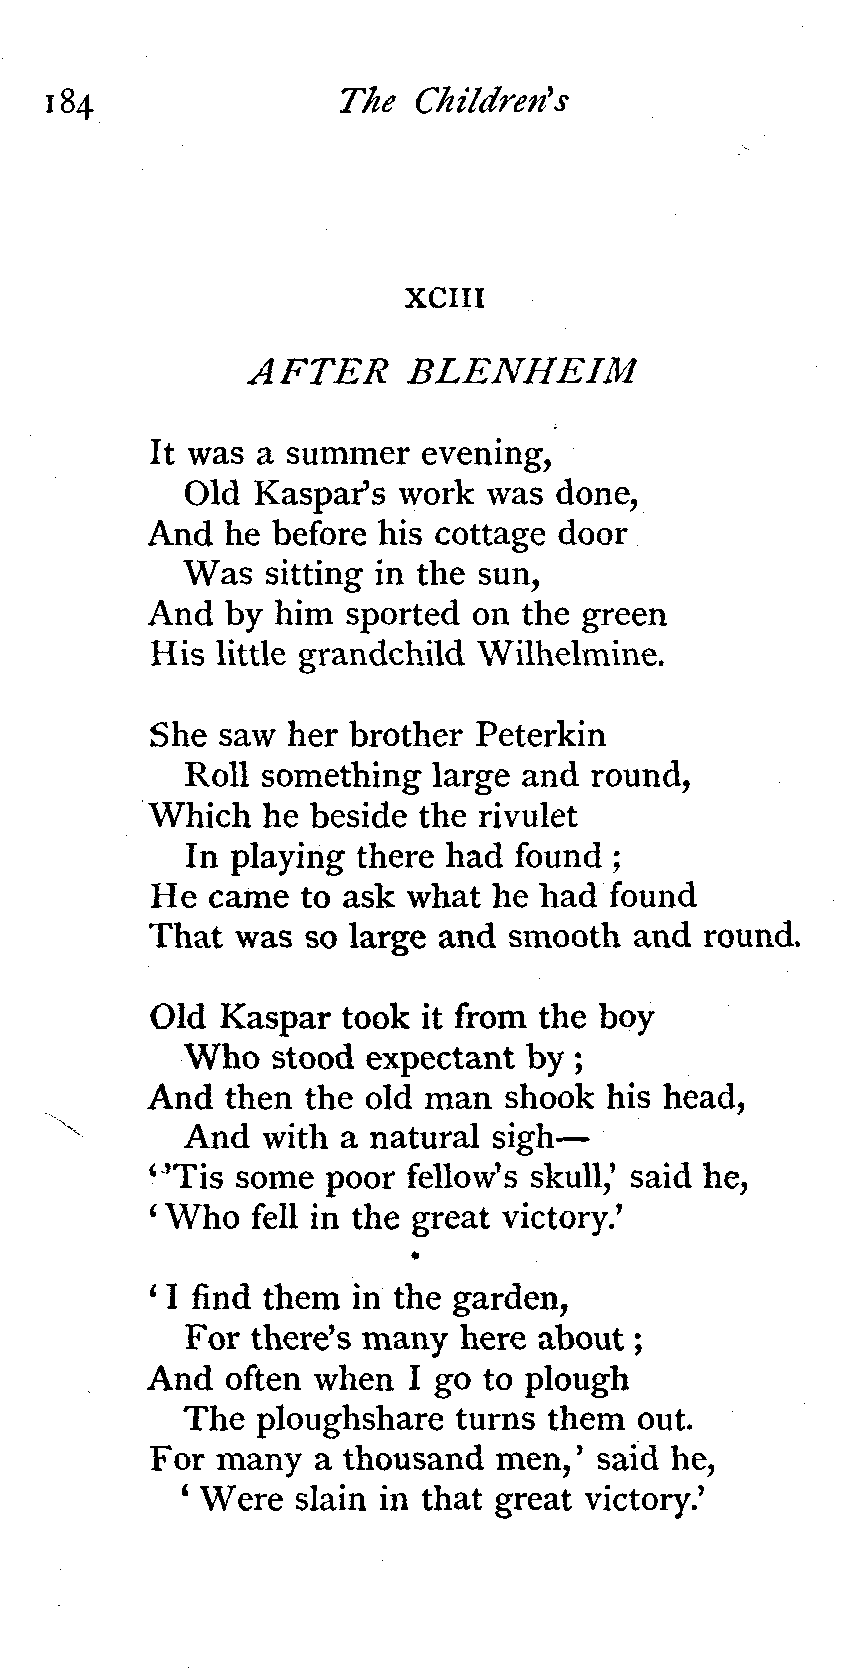 184 The Children's
XCIII
AFTER BLENHEIM
It was a summer evening,
Old Kaspar's work was done,
And he before his cottage door
Was sitting in the sun,
And by him sported on the green
His little grandchild Wilhelmine.
She saw her brother Peterkin
Roll something large and round,
Which he beside the rivulet
In playing there had found ;
He came to ask what he had found
That was so large and smooth and round.
Old Kaspar took it from the boy
Who stood expectant by ;
And then the old man shook his head,
And with a natural sigh—
‘’Tis some poor fellow's skull,’ said he,
‘ Who fell in the great victory.’
‘ I find them in the garden,
For there's many here about ;
And often when I go to plough
The ploughshare turns them out.
For many a thousand men,’ said he,
‘ Were slain in that great victory.’